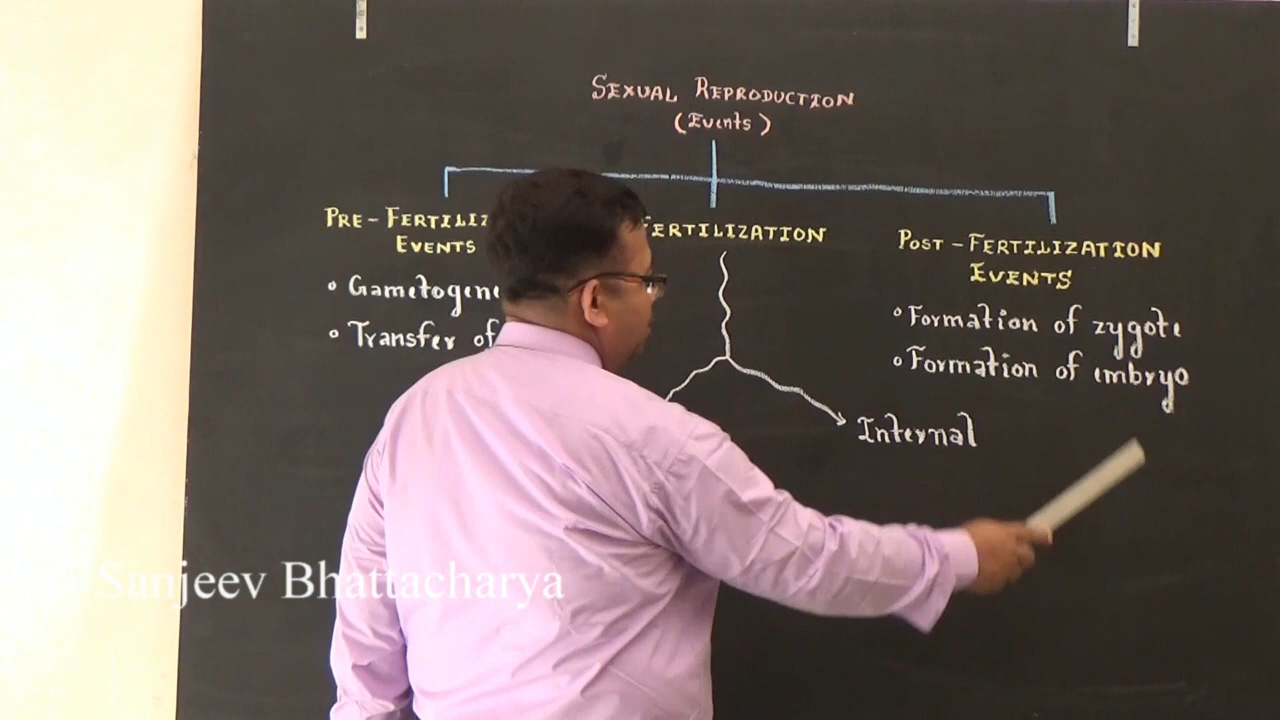 SEXUAL REPRODUCTION
(Events)
PRE-FERTILIZ
EVENTS
• Gametogene
• Transfer of
ERTILIZATION
Internal
POST-FERTILIZATION
EVENTS
• Formation of zygote
• Formation of embryo
Sanjeev Bhattacharya